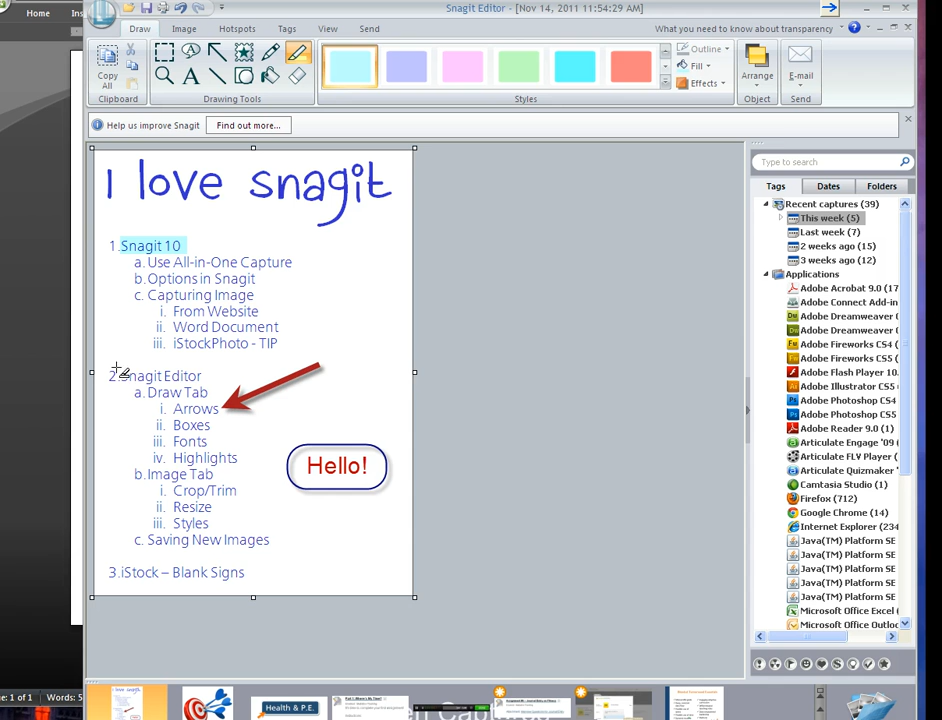 Home
Ins
Snagit Editor - [Nov 14, 2011 11:54:29 AM]
Draw
Image
Hotspots
Tags
View
Send
What you need to know about transparency
Copy
All
Clipboard
Drawing Tools
Styles
Outline
Fill
Effects
Arrange
Object
E-mail
Send
Help us improve Snagit
Find out more...
I love snagit
1. Snagit 10
a. Use All-in-One Capture
b. Options in Snagit
c. Capturing Image
i. From Website
ii. Word Document
iii. iStockPhoto - TIP
2. Snagit Editor
a. Draw Tab
i. Arrows
ii. Boxes
iii. Fonts
iv. Highlights
b. Image Tab
i. Crop/Trim
ii. Resize
iii. Styles
c. Saving New Images
3. iStock – Blank Signs
Hello!
Type to search
Tags
Dates
Folders
Recent captures (39)
This week (5)
Last week (7)
2 weeks ago (15)
3 weeks ago (12)
Applications
Adobe Acrobat 9.0 (17
Adobe Connect Add-in
Adobe Dreamweaver
Adobe Dreamweaver
Adobe Fireworks CS4 (
Adobe Fireworks CS5 (
Adobe Flash Player 10.
Adobe Illustrator CS5 (
Adobe Photoshop CS4
Adobe Photoshop CS5
Adobe Reader 9.0 (1)
Articulate Engage '09 (
Articulate FLV Player (
Articulate Quizmaker '
Camtasia Studio (1)
Firefox (712)
Google Chrome (14)
Internet Explorer (234
Java(TM) Platform SE
Java(TM) Platform SE
Java(TM) Platform SE
Java(TM) Platform SE
Java(TM) Platform SE
Microsoft Office Excel (
Microsoft Office Outloo
ge: 1 of 1
Words: 5
I love snagit
Health & P.E.